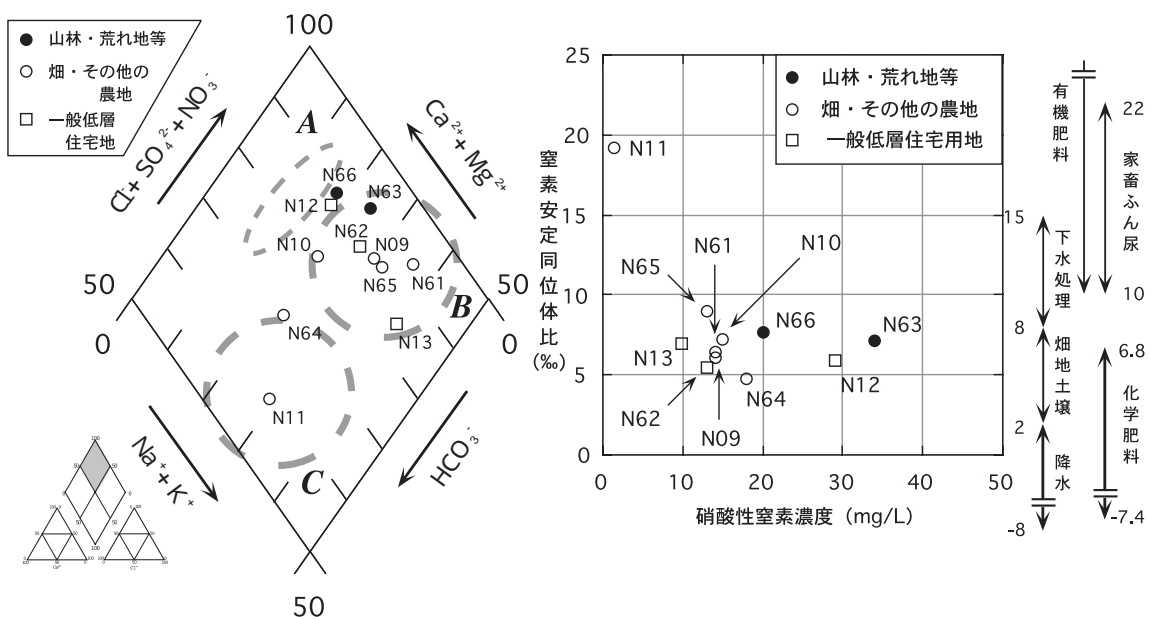 ● 山林・荒れ地等
○ 畑・その他の
農地
□ 一般低層
住宅地
100
Cl⁻+ SO₄²⁻+ NO₃⁻
Ca²⁺+ Mg²⁺
A
N66
N63
N12
N62
N10
N09
N65
N61
50
50
B
N64
N13
0
0
N11
C
Na⁺+ K⁺
HCO₃⁻
50
窒素安定同位体比(‰)
25
20
15
10
5
0
● 山林・荒れ地等
○ 畑・その他の農地
□ 一般低層住宅用地
N11
N61
N10
N65
N66
N63
N13
N12
N62
N64
N09
0
10
20
30
40
50
硝酸性窒素濃度(mg/L)
有機肥料
22
家畜ふん尿
10
15
下水処理
8
畑地土壌
2
降水
-8
6.8
化学肥料
-7.4